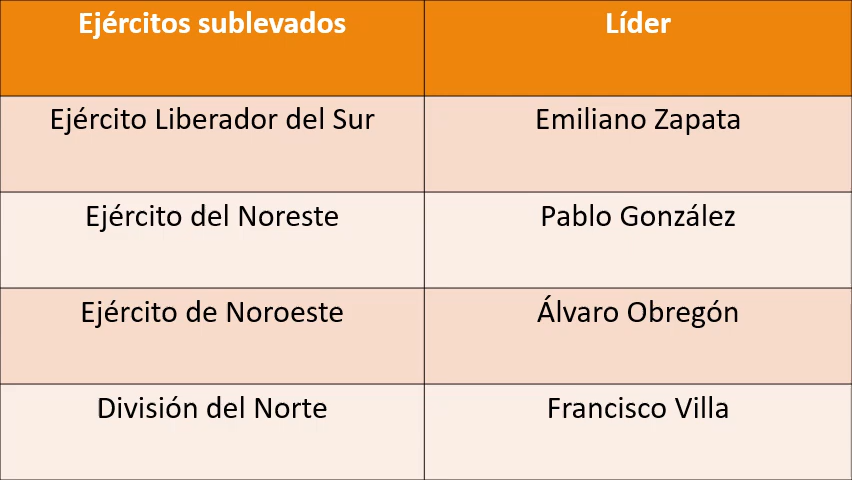 Ejércitos sublevados
Líder
Ejército Liberador del Sur
Emiliano Zapata
Ejército del Noreste
Pablo González
Ejército de Noroeste
Álvaro Obregón
División del Norte
Francisco Villa